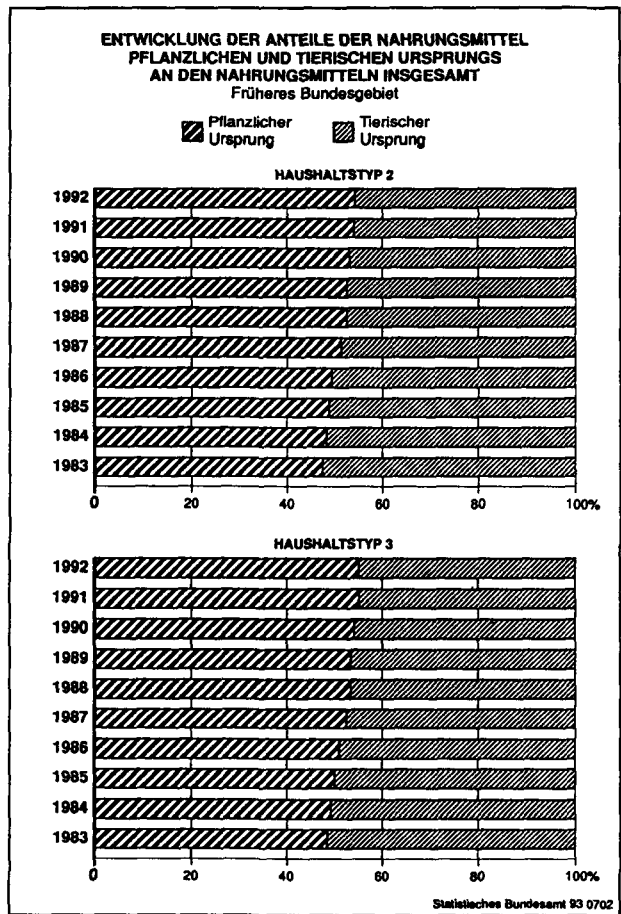 ENTWICKLUNG DER ANTEILE DER NAHRUNGSMITTEL
PFLANZLICHEN UND TIERISCHEN URSPRUNGS
AN DEN NAHRUNGSMITTELN INSGESAMT
Früheres Bundesgebiet
Pflanzlicher Ursprung
Tierischer Ursprung
HAUSHALTSTYP 2
1992
1991
1990
1989
1988
1987
1986
1985
1984
1983
0 20 40 60 80 100%
HAUSHALTSTYP 3
1992
1991
1990
1989
1988
1987
1986
1985
1984
1983
0 20 40 60 80 100%
Statistisches Bundesamt 93 0702